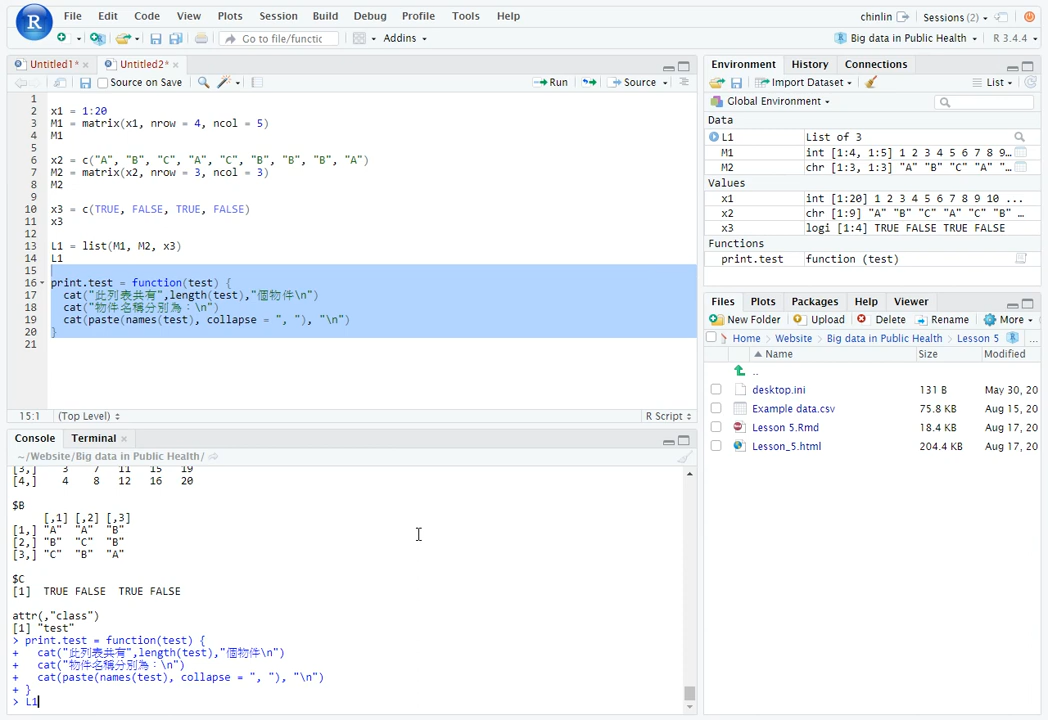 File Edit Code View Plots Session Build Debug Profile Tools Help
chinlin Sessions (2)
Go to file/functic Addins
Big data in Public Health R 3.4.4
Untitled1* × Untitled2* ×
Source on Save Run Source
1
2 x1 = 1:20
3 M1 = matrix(x1, nrow = 4, ncol = 5)
4 M1
5
6 x2 = c("A", "B", "C", "A", "C", "B", "B", "B", "A")
7 M2 = matrix(x2, nrow = 3, ncol = 3)
8 M2
9
10 x3 = c(TRUE, FALSE, TRUE, FALSE)
11 x3
12
13 L1 = list(M1, M2, x3)
14 L1
15
16 print.test = function(test) {
17 cat("此列表共有",length(test),"個物件\n")
18 cat("物件名稱分別為：\n")
19 cat(paste(names(test), collapse = ", "), "\n")
20 }
21
15:1 (Top Level) R Script
Console Terminal ×
~/Website/Big data in Public Health/
[3,] 3 7 11 15 19
[4,] 4 8 12 16 20
$B
[,1] [,2] [,3]
[1,] "A" "A" "B"
[2,] "B" "C" "B"
[3,] "C" "B" "A"
$C
[1] TRUE FALSE TRUE FALSE
attr(,"class")
[1] "test"
> print.test = function(test) {
+ cat("此列表共有",length(test),"個物件\n")
+ cat("物件名稱分別為：\n")
+ cat(paste(names(test), collapse = ", "), "\n")
+ }
> L1
Environment History Connections
Import Dataset List
Global Environment
Data
L1 List of 3
M1 int [1:4, 1:5] 1 2 3 4 5 6 7 8 9…
M2 chr [1:3, 1:3] "A" "B" "C" "A" "…
Values
x1 int [1:20] 1 2 3 4 5 6 7 8 9 10 ...
x2 chr [1:9] "A" "B" "C" "A" "C" "B" …
x3 logi [1:4] TRUE FALSE TRUE FALSE
Functions
print.test function (test)
Files Plots Packages Help Viewer
New Folder Upload Delete Rename More
Home Website Big data in Public Health Lesson 5 ...
Name Size Modified
..
desktop.ini 131 B May 30, 20
Example data.csv 75.8 KB Aug 15, 20
Lesson 5.Rmd 18.4 KB Aug 17, 20
Lesson_5.html 204.4 KB Aug 17, 20